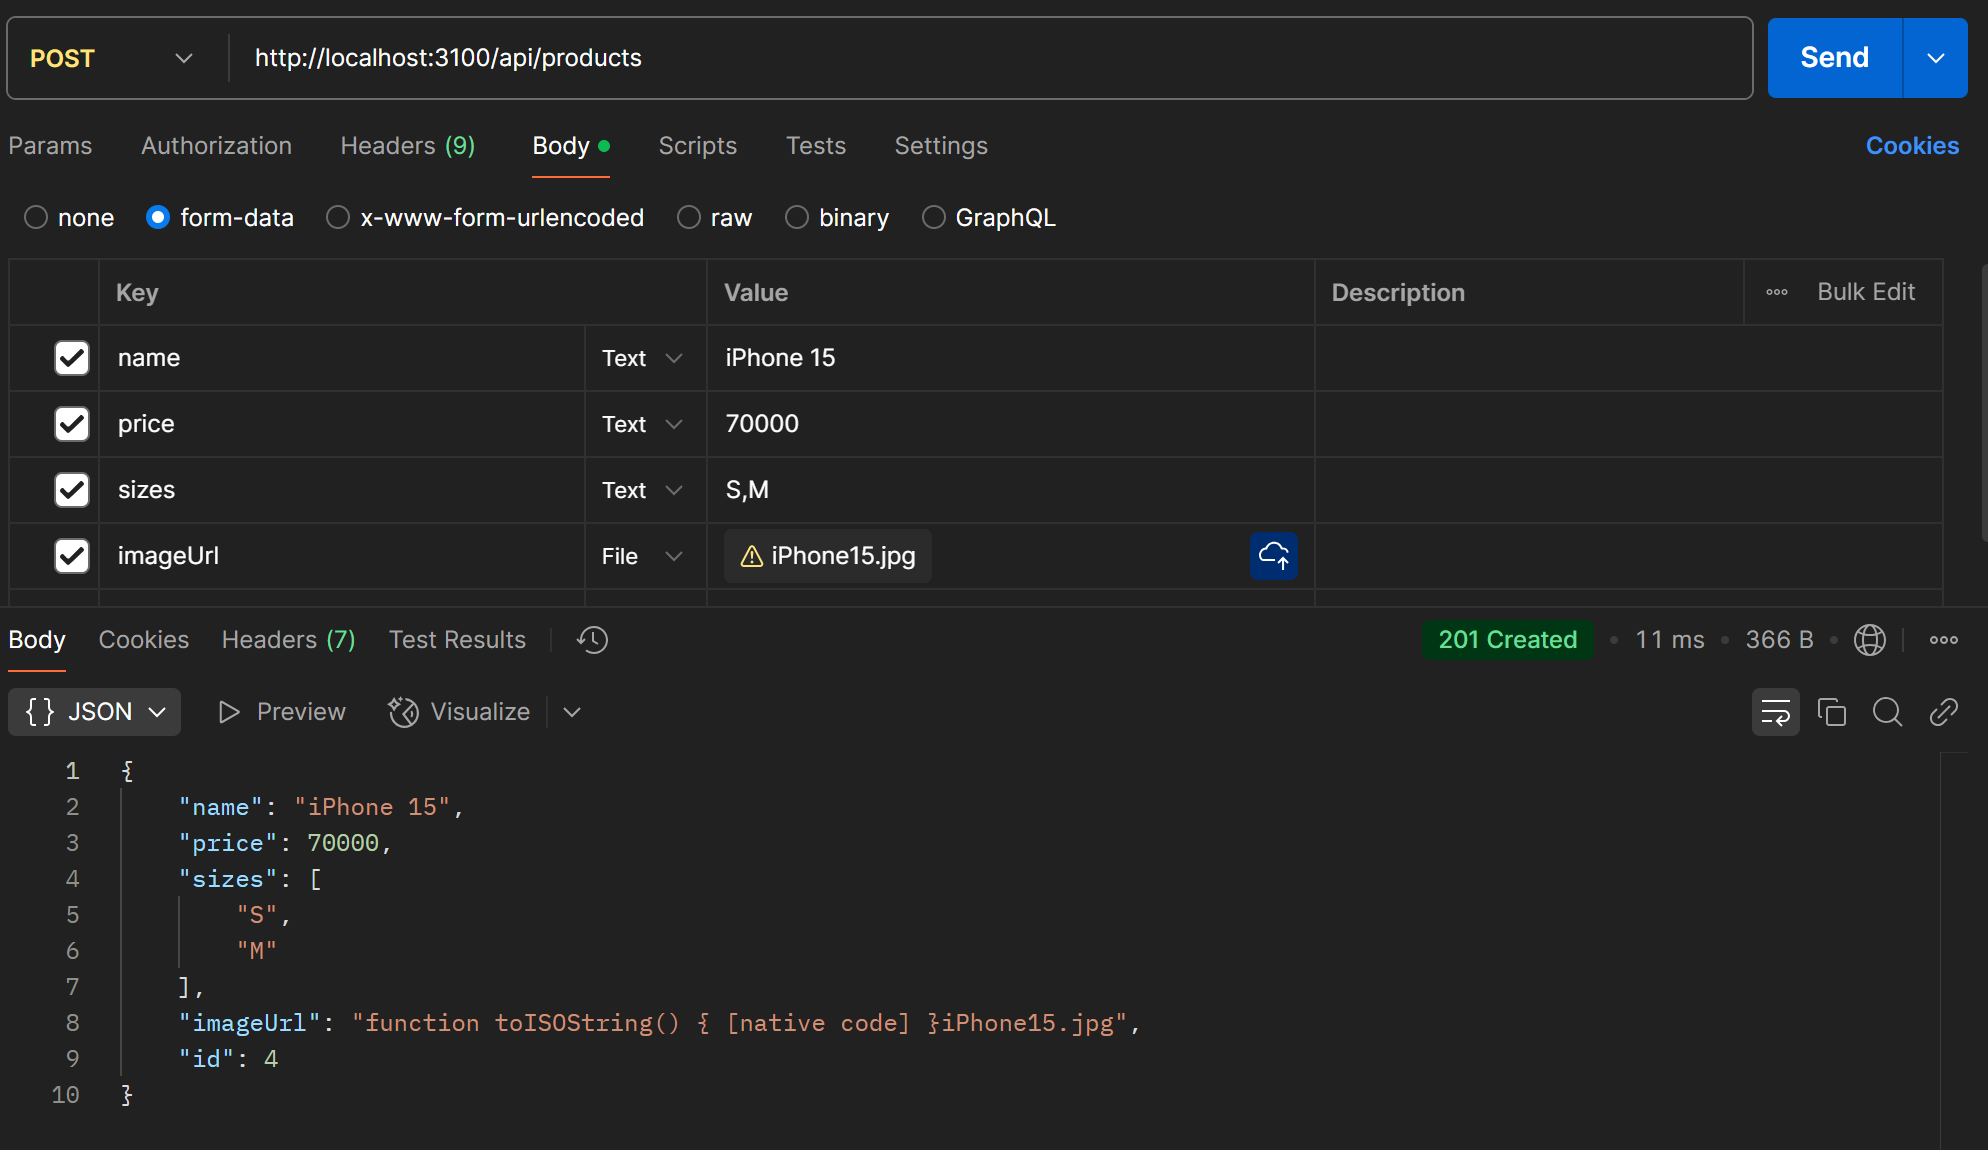 POST http://localhost:3100/api/products Send
Params Authorization Headers (9) Body Scripts Tests Settings Cookies
none form-data x-www-form-urlencoded raw binary GraphQL
Key Value Description Bulk Edit
name Text iPhone 15
price Text 70000
sizes Text S,M
imageUrl File iPhone15.jpg
Body Cookies Headers (7) Test Results 201 Created 11 ms 366 B
{} JSON Preview Visualize
1 {
2 "name": "iPhone 15",
3 "price": 70000,
4 "sizes": [
5 "S",
6 "M"
7 ],
8 "imageUrl": "function toISOString() { [native code] }iPhone15.jpg",
9 "id": 4
10 }